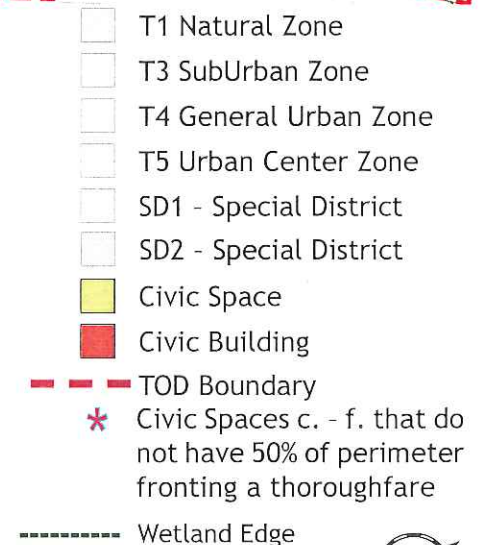 T1 Natural Zone
T3 SubUrban Zone
T4 General Urban Zone
T5 Urban Center Zone
SD1 - Special District
SD2 - Special District
Civic Space
Civic Building
TOD Boundary
* Civic Spaces c. - f. that do
not have 50% of perimeter
fronting a thoroughfare
Wetland Edge